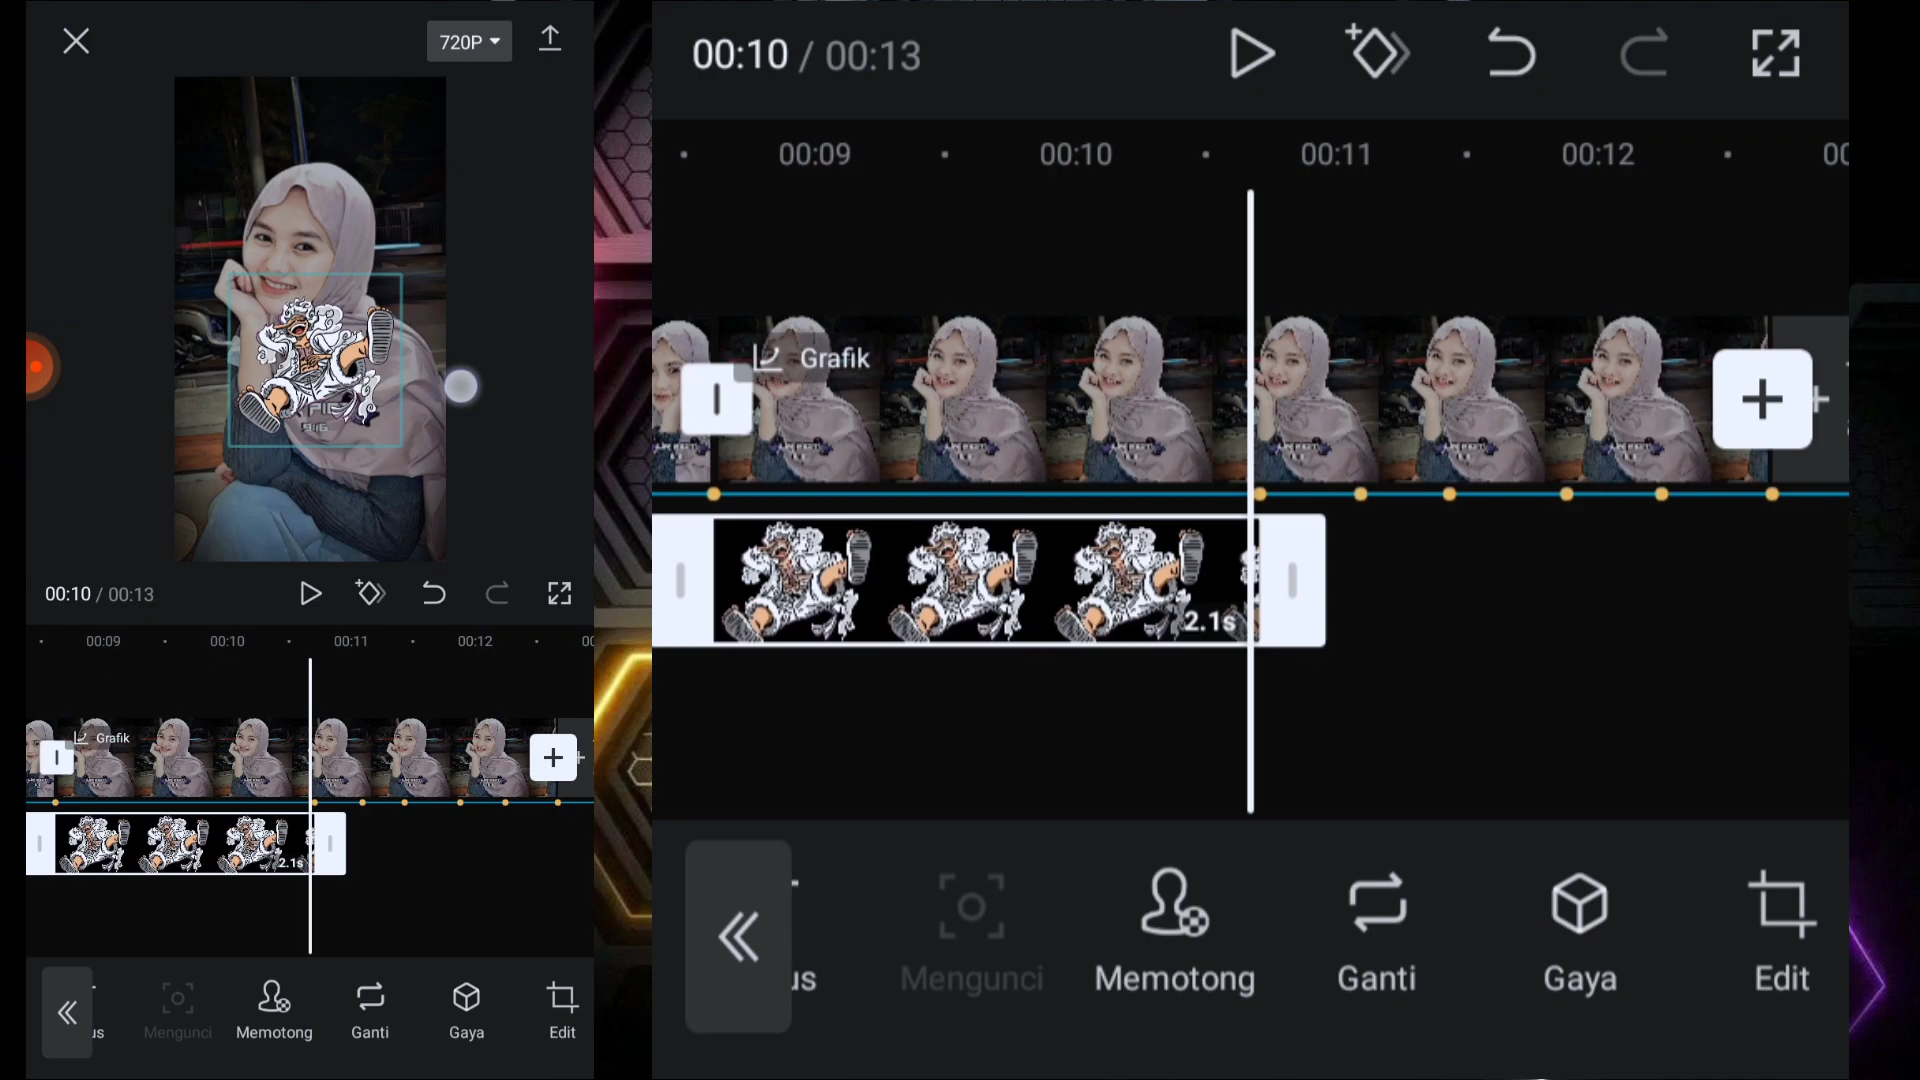 720P
00:10 / 00:13
00:09
00:10
00:11
00:12
Grafik
2.1s
us
Mengunci
Memotong
Ganti
Gaya
Edit
00:10 / 00:13
00:09
00:10
00:11
00:12
Grafik
2.1s
us
Mengunci
Memotong
Ganti
Gaya
Edit